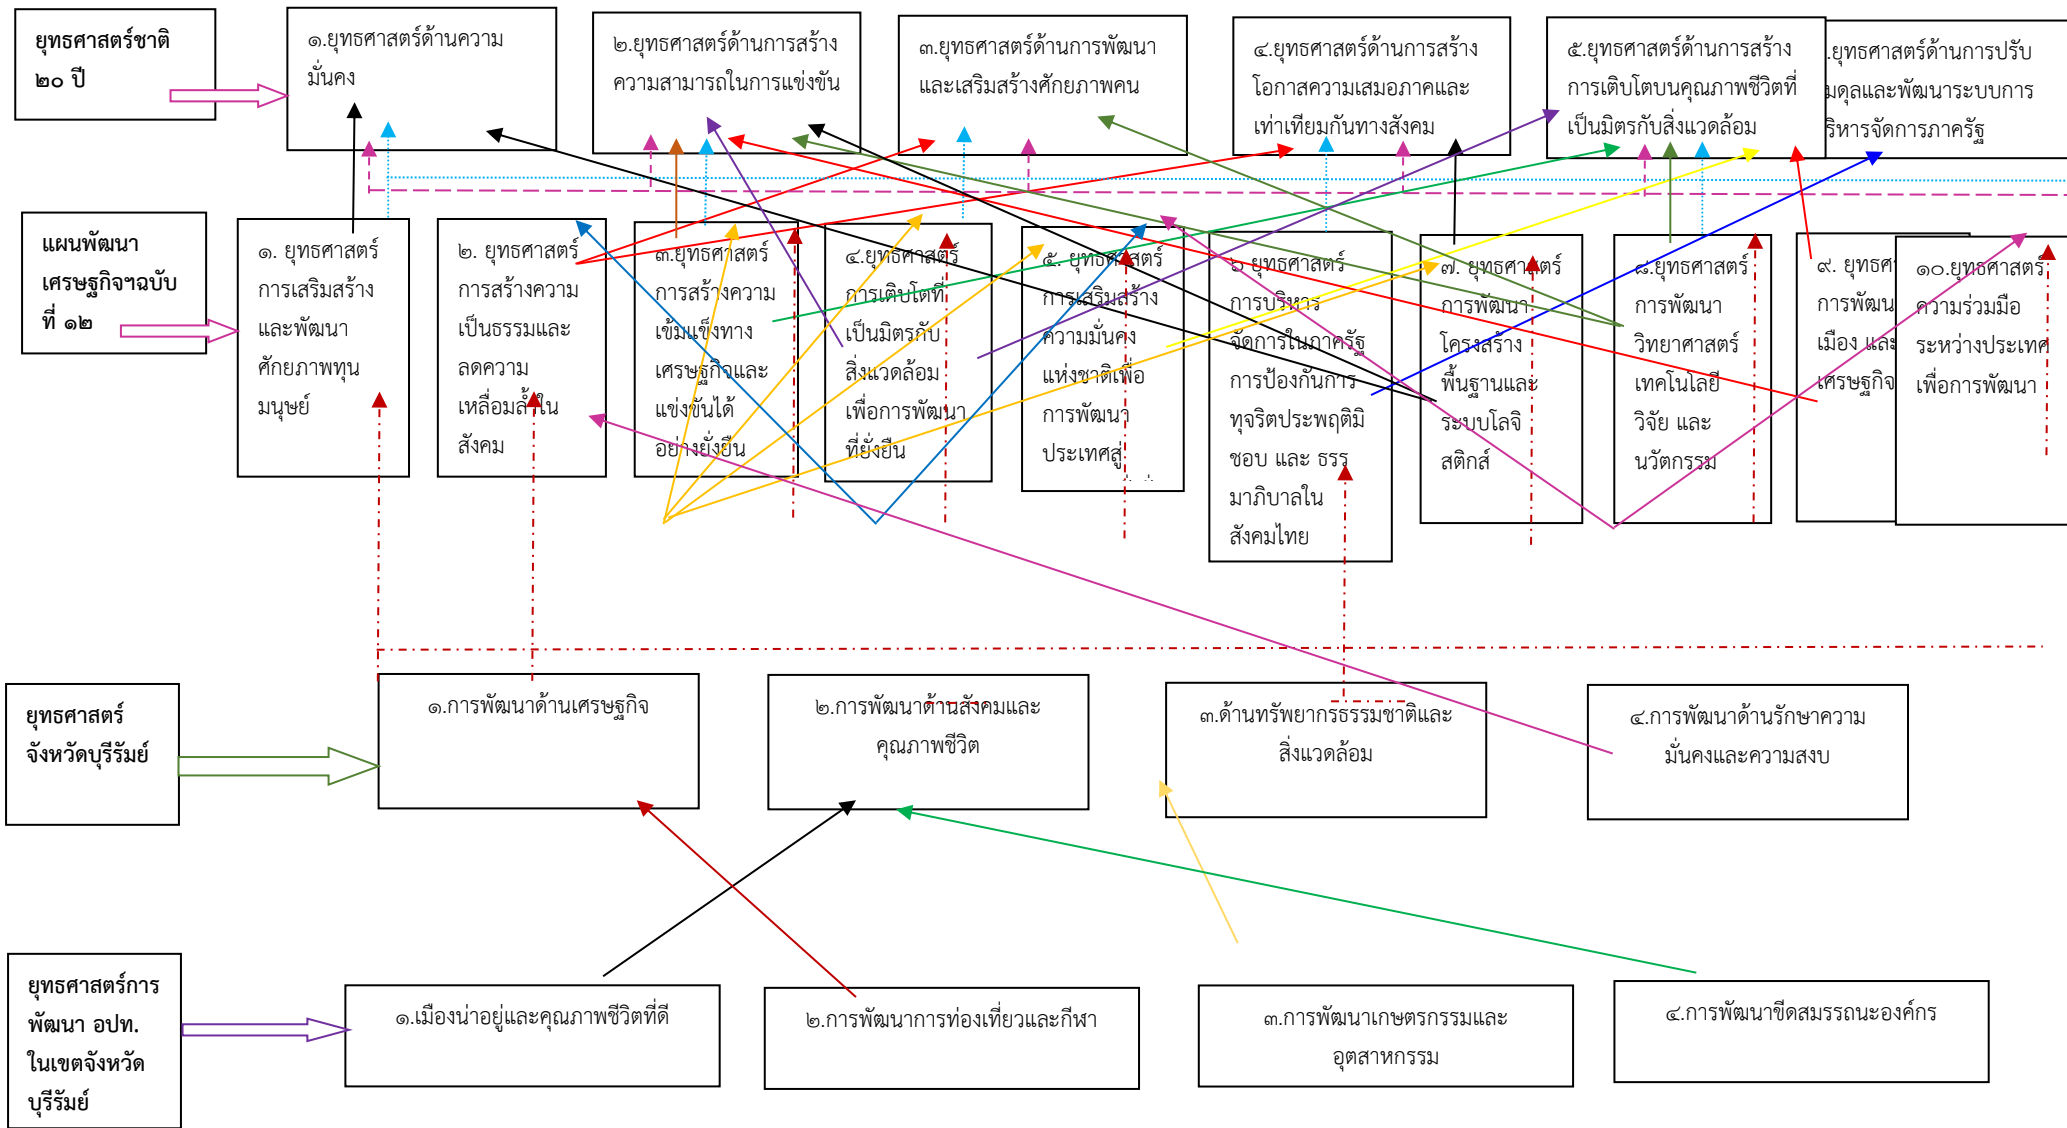 ยุทธศาสตร์ชาติ
๒๐ ปี
๑.ยุทธศาสตร์ด้านความ
มั่นคง
๒.ยุทธศาสตร์ด้านการสร้าง
ความสามารถในการแข่งขัน
๓.ยุทธศาสตร์ด้านการพัฒนา
และเสริมสร้างศักยภาพคน
๔.ยุทธศาสตร์ด้านการสร้าง
โอกาสความเสมอภาคและ
เท่าเทียมกันทางสังคม
๕.ยุทธศาสตร์ด้านการสร้าง
การเติบโตบนคุณภาพชีวิตที่
เป็นมิตรกับสิ่งแวดล้อม
.ยุทธศาสตร์ด้านการปรับ
มดุลและพัฒนาระบบการ
ริหารจัดการภาครัฐ
แผนพัฒนา
เศรษฐกิจฯฉบับ
ที่ ๑๒
๑. ยุทธศาสตร์
การเสริมสร้าง
และพัฒนา
ศักยภาพทุน
มนุษย์
๒. ยุทธศาสตร์
การสร้างความ
เป็นธรรมและ
ลดความ
เหลื่อมล้ำใน
สังคม
๓.ยุทธศาสตร์
การสร้างความ
เข้มแข็งทาง
เศรษฐกิจและ
แข่งขันได้
อย่างยั่งยืน
๔.ยุทธศาสตร์
การเติบโตที่
เป็นมิตรกับ
สิ่งแวดล้อม
เพื่อการพัฒนา
ที่ยั่งยืน
๕. ยุทธศาสตร์
การเสริมสร้าง
ความมั่นคง
แห่งชาติเพื่อ
การพัฒนา
ประเทศสู่
๖ ยุทธศาสตร์
การบริหาร
จัดการในภาครัฐ
การป้องกันการ
ทุจริตประพฤติมิ
ชอบ และ ธรร
มาภิบาลใน
สังคมไทย
๗. ยุทธศาสตร์
การพัฒนา
โครงสร้าง
พื้นฐานและ
ระบบโลจิ
สติกส์
๘.ยุทธศาสตร์
การพัฒนา
วิทยาศาสตร์
เทคโนโลยี
วิจัย และ
นวัตกรรม
๙. ยุทธศ
การพัฒน
เมือง และ
เศรษฐกิจ
๑๐.ยุทธศาสตร์
ความร่วมมือ
ระหว่างประเทศ
เพื่อการพัฒนา
ยุทธศาสตร์
จังหวัดบุรีรัมย์
๑.การพัฒนาด้านเศรษฐกิจ
๒.การพัฒนาด้านสังคมและ
คุณภาพชีวิต
๓.ด้านทรัพยากรธรรมชาติและ
สิ่งแวดล้อม
๔.การพัฒนาด้านรักษาความ
มั่นคงและความสงบ
ยุทธศาสตร์การ
พัฒนา อปท.
ในเขตจังหวัด
บุรีรัมย์
๑.เมืองน่าอยู่และคุณภาพชีวิตที่ดี
๒.การพัฒนาการท่องเที่ยวและกีฬา
๓.การพัฒนาเกษตรกรรมและ
อุตสาหกรรม
๔.การพัฒนาขีดสมรรถนะองค์กร